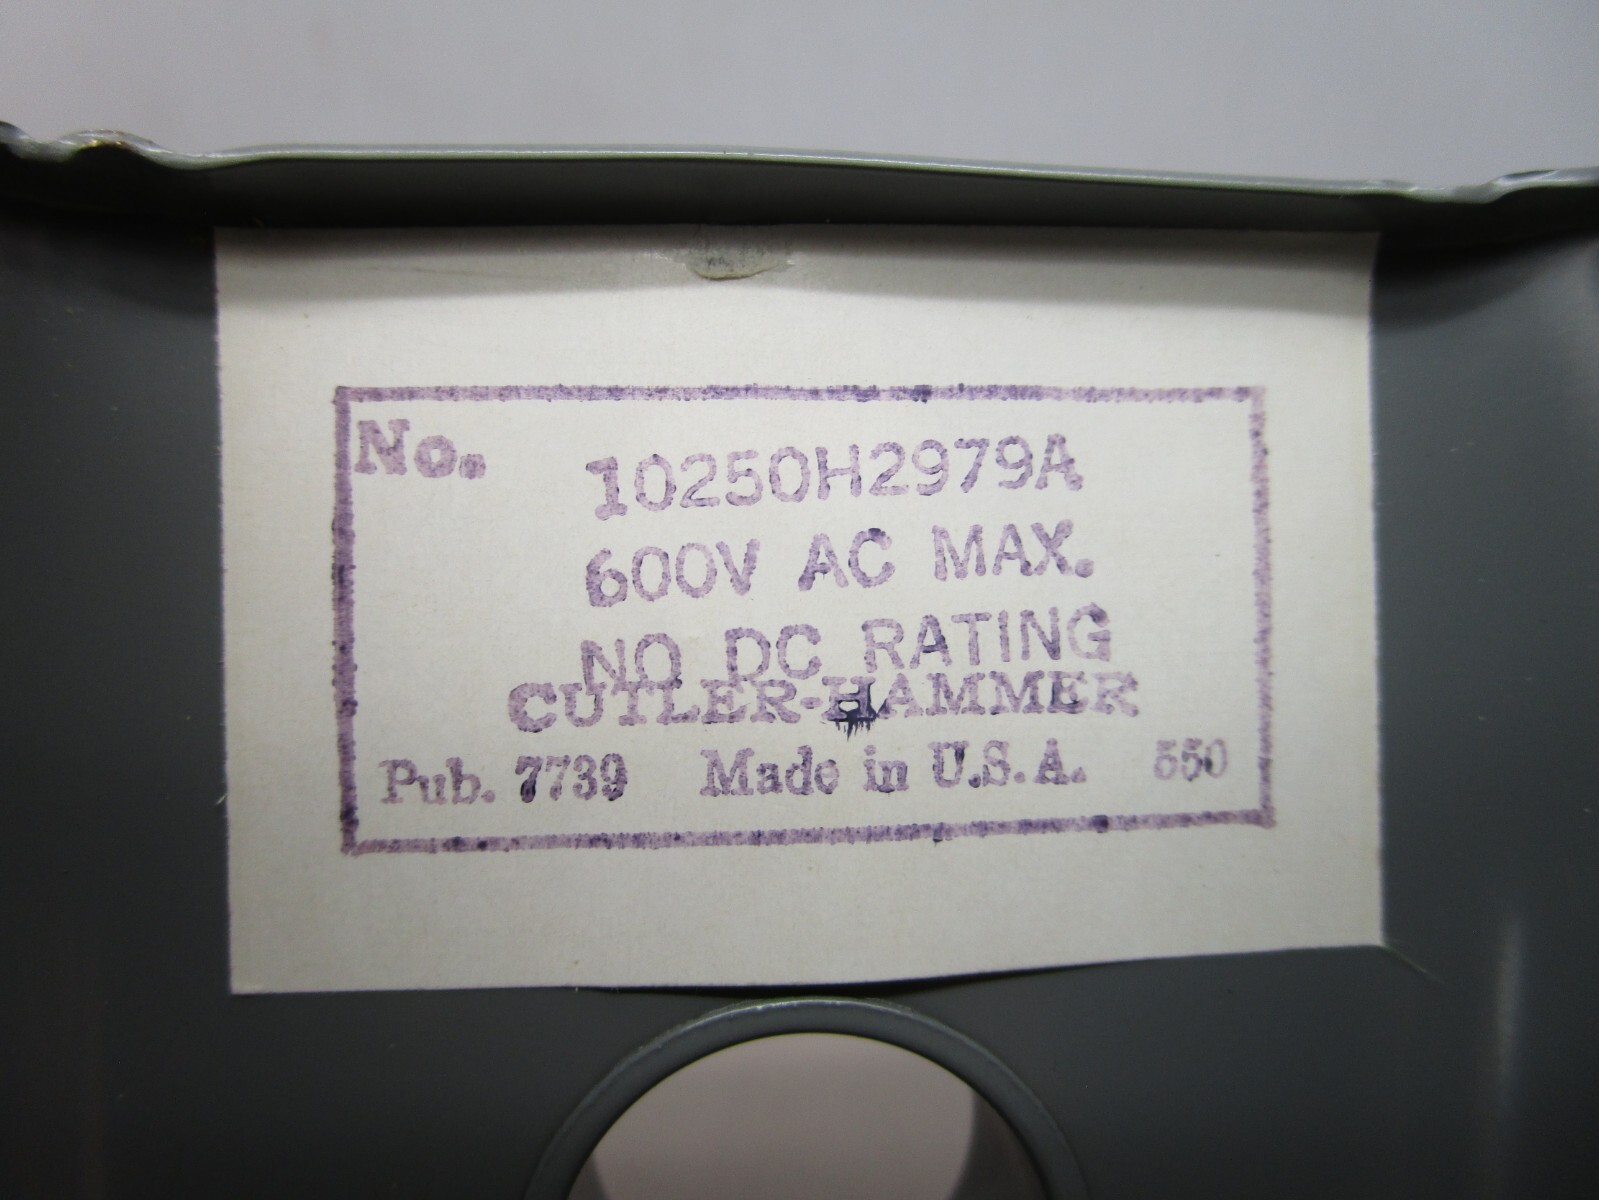 No. 10250H2979A
600V AC MAX.
NO DC RATING
CUTLER-HAMMER
Pub. 7739 Made in U.S.A. 550